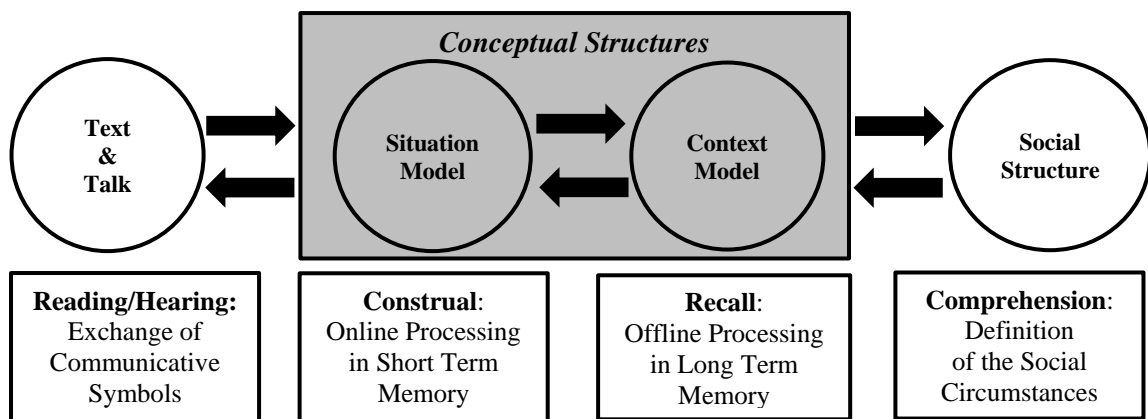 Conceptual Structures
Text
&
Talk
Situation
Model
Context
Model
Social
Structure
Reading/Hearing:
Exchange of
Communicative
Symbols
Construal:
Online Processing
in Short Term
Memory
Recall:
Offline Processing
in Long Term
Memory
Comprehension:
Definition
of the Social
Circumstances